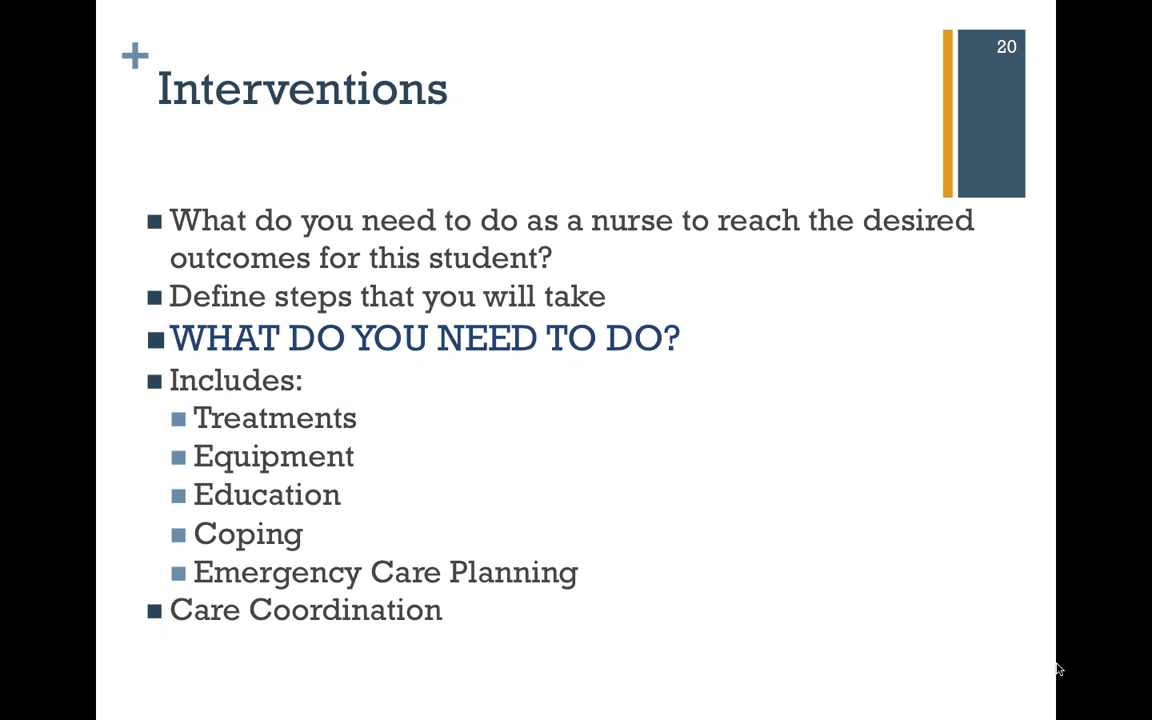 20
+
Interventions
What do you need to do as a nurse to reach the desired
outcomes for this student?
Define steps that you will take
WHAT DO YOU NEED TO DO?
Includes:
Treatments
Equipment
Education
Coping
Emergency Care Planning
Care Coordination